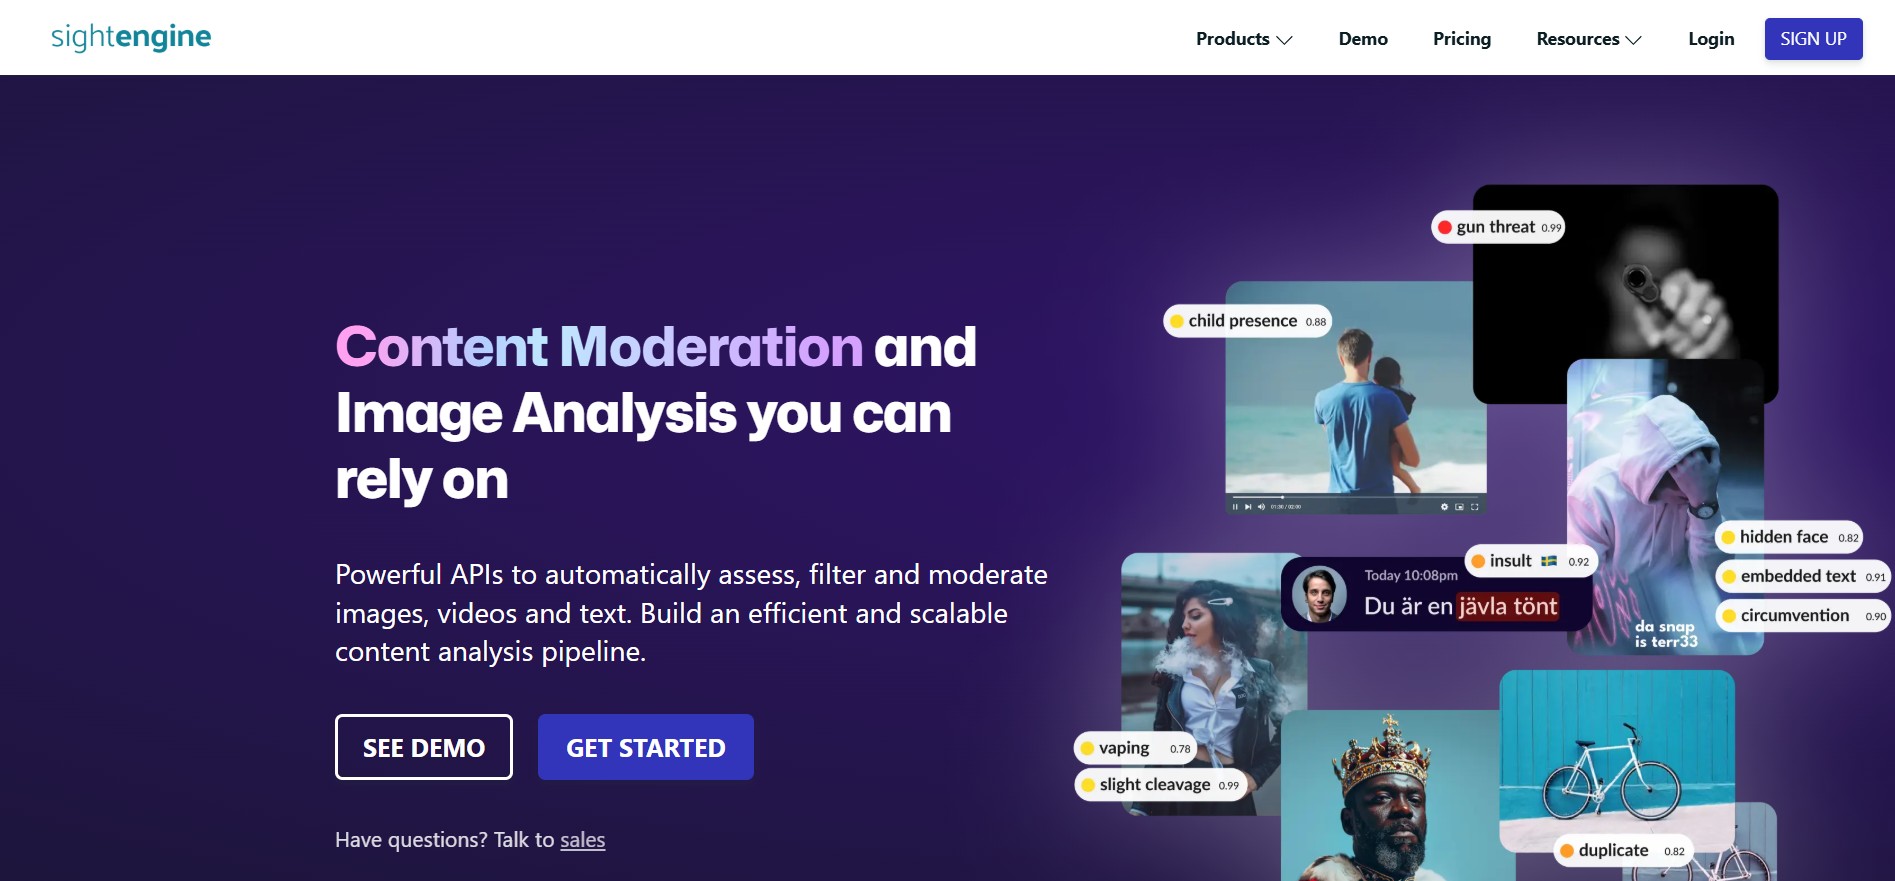 sightengine
Products
Demo
Pricing
Resources
Login
SIGN UP
Content Moderation and
Image Analysis you can
rely on
Powerful APIs to automatically assess, filter and moderate
images, videos and text. Build an efficient and scalable
content analysis pipeline.
SEE DEMO
GET STARTED
Have questions? Talk to sales
gun threat 0.99
child presence 0.88
01:30 / 02:00
hidden face 0.82
embedded text 0.91
circumvention 0.90
da snap
is terr33
insult 0.92
Today 10:08pm
Du är en jävla tönt
vaping 0.78
slight cleavage 0.99
duplicate 0.82